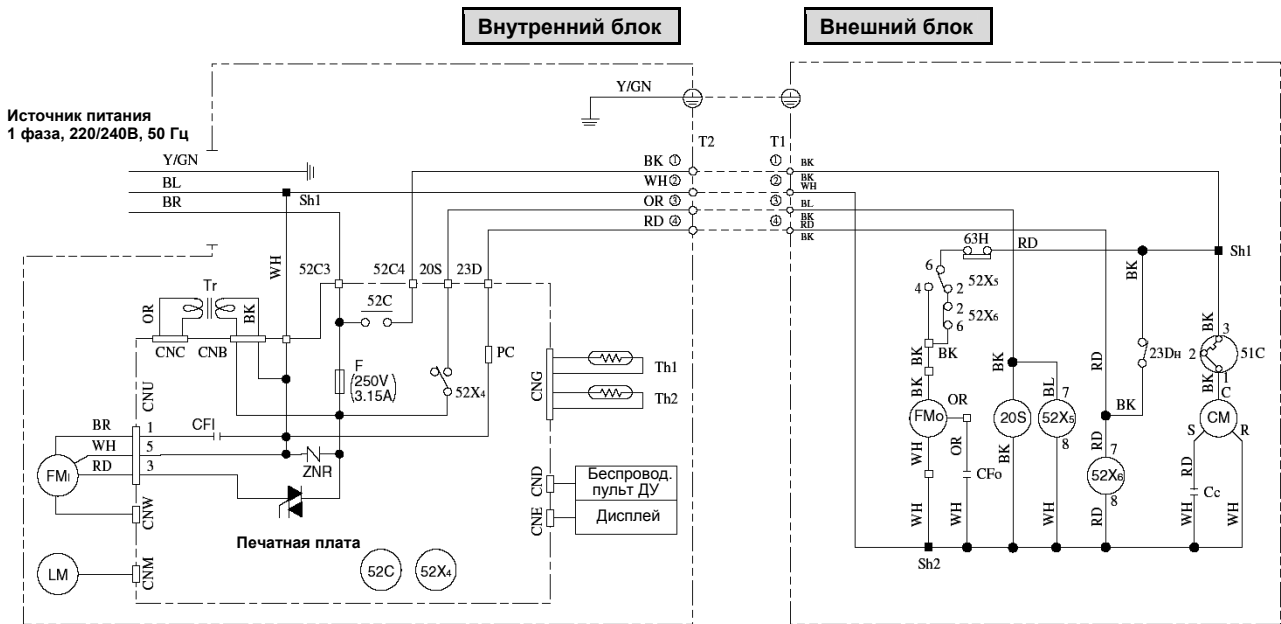 Внутренний блок
Внешний блок
Источник питания
1 фаза, 220/240В, 50 Гц
Y/GN
Y/GN
BL
BR
Sh1
T2
T1
BK ①
WH ②
OR ③
RD ④
① BK
② BK
WH
③ BL
BK
④ RD
BK
WH
52C3
52C4
20S
23D
52C
Tr
OR
BK
CNC
CNB
F
(250V
3.15A)
52X4
PC
CNG
Th1
Th2
CNU
BR
1
CFI
WH
5
RD
3
ZNR
FMI
CNW
CND
Беспровод.
пульт ДУ
CNE
Дисплей
Печатная плата
LM
CNM
52C
52X4
63H
RD
Sh1
6
4
2
52X5
2
52X6
6
BK
BK
BK
BK
23DH
BK
3
2
51C
1
BK
C
BK
BL
7
RD
BK
OR
FMO
20S
52X5
8
CM
S
R
WH
OR
CFO
BK
RD
7
52X6
8
RD
Cc
WH
WH
WH
RD
WH
WH
Sh2